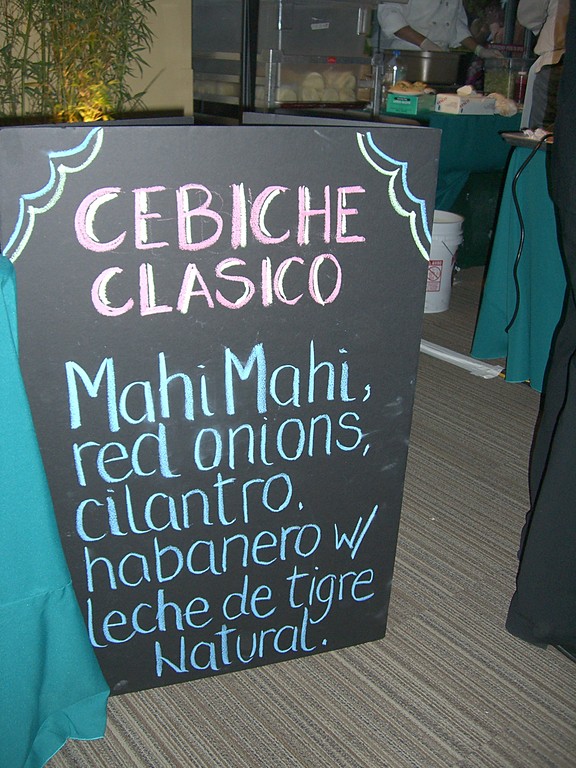 CEBICHE
CLASICO
Mahi Mahi,
red onions,
cilantro.
habanero w/
leche de tigre
Natural.